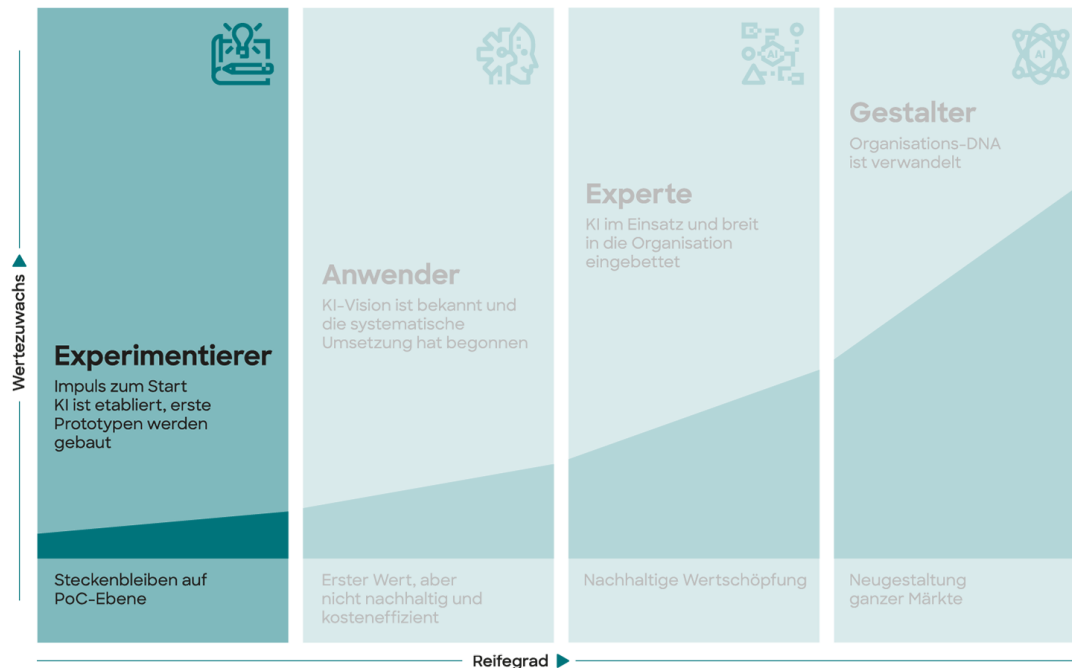 Wertezuwachs
Experimentierer
Impuls zum Start
KI ist etabliert, erste
Prototypen werden
gebaut
Steckenbleiben auf
PoC-Ebene
Anwender
KI-Vision ist bekannt und
die systematische
Umsetzung hat begonnen
Erster Wert, aber
nicht nachhaltig und
kosteneffizient
AI
Experte
KI im Einsatz und breit
in die Organisation
eingebettet
Nachhaltige Wertschöpfung
AI
Gestalter
Organisations-DNA
ist verwandelt
Neugestaltung
ganzer Märkte
Reifegrad